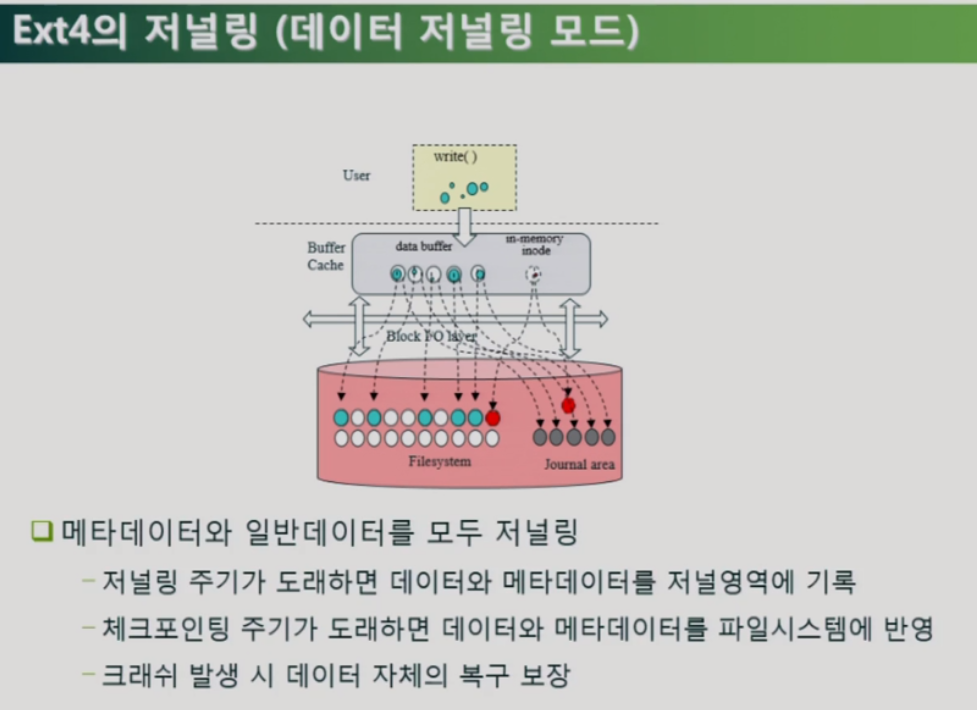 Ext4의 저널링 (데이터 저널링 모드)
write( )
User
Buffer
Cache
data buffer
in-memory
inode
Block I/O layer
Filesystem
Journal area
메타데이터와 일반데이터를 모두 저널링
– 저널링 주기가 도래하면 데이터와 메타데이터를 저널영역에 기록
– 체크포인팅 주기가 도래하면 데이터와 메타데이터를 파일시스템에 반영
– 크래쉬 발생 시 데이터 자체의 복구 보장